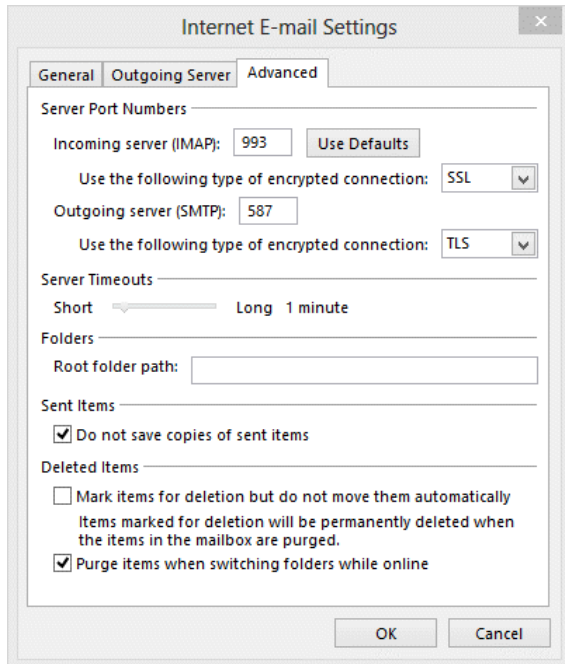 Internet E-mail Settings
General Outgoing Server Advanced
Server Port Numbers
Incoming server (IMAP): 993 Use Defaults
Use the following type of encrypted connection: SSL
Outgoing server (SMTP): 587
Use the following type of encrypted connection: TLS
Server Timeouts
Short Long 1 minute
Folders
Root folder path:
Sent Items
Do not save copies of sent items
Deleted Items
Mark items for deletion but do not move them automatically
Items marked for deletion will be permanently deleted when
the items in the mailbox are purged.
Purge items when switching folders while online
OK Cancel